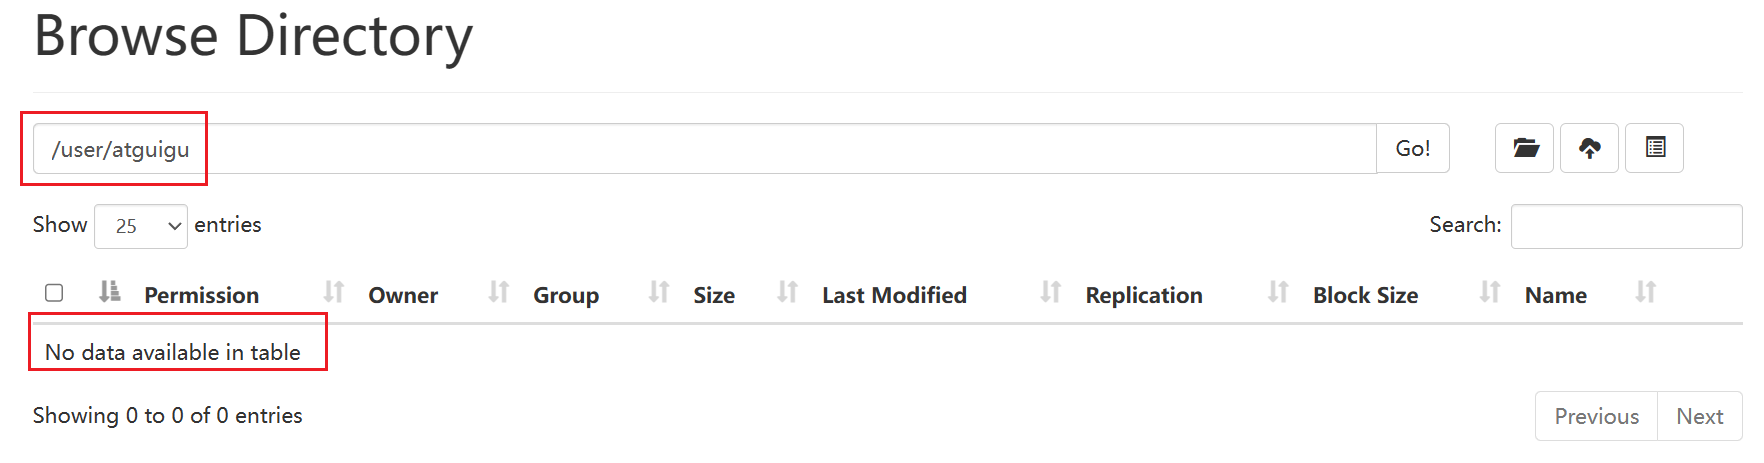 Browse Directory
/user/atguigu Go!
Show 25 entries Search:
Permission Owner Group Size Last Modified Replication Block Size Name
No data available in table
Showing 0 to 0 of 0 entries Previous Next